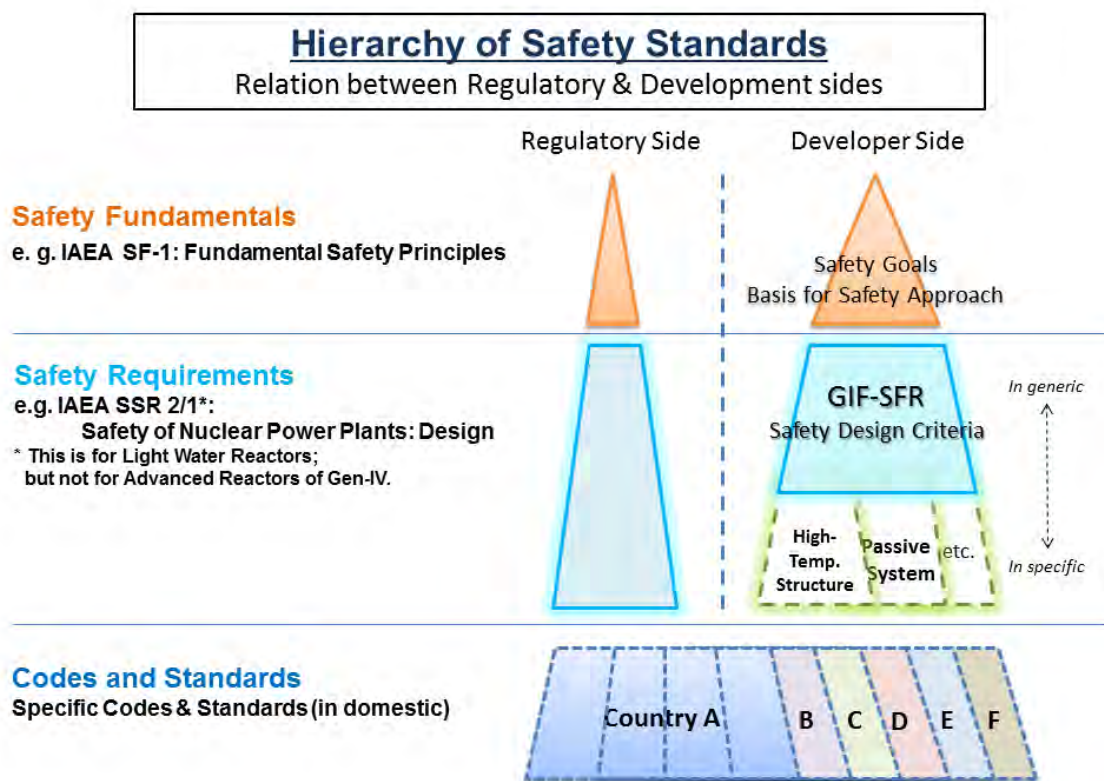 Hierarchy of Safety Standards
Relation between Regulatory & Development sides
Regulatory Side
Developer Side
Safety Fundamentals
e. g. IAEA SF-1: Fundamental Safety Principles
Safety Goals
Basis for Safety Approach
Safety Requirements
e.g. IAEA SSR 2/1*:
Safety of Nuclear Power Plants: Design
* This is for Light Water Reactors;
but not for Advanced Reactors of Gen-IV.
GIF-SFR
Safety Design Criteria
In generic
High-
Temp.
Structure
Passive
System
etc.
In specific
Codes and Standards
Specific Codes & Standards (in domestic)
Country A
B
C
D
E
F